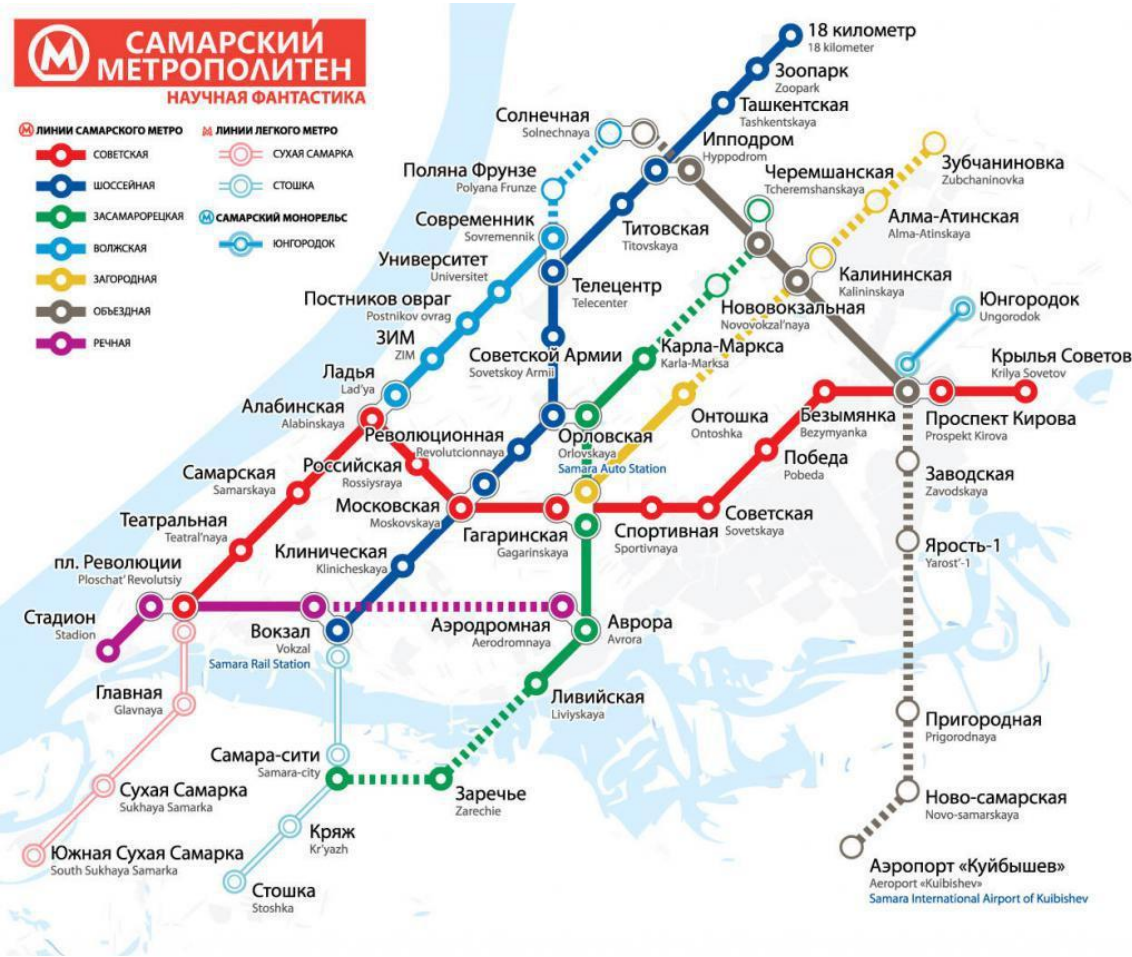 САМАРСКИЙ
МЕТРОПОЛИТЕН
НАУЧНАЯ ФАНТАСТИКА
ЛИНИИ САМАРСКОГО МЕТРО
СОВЕТСКАЯ
ШОССЕЙНАЯ
ЗАСАМАРОРЕЦКАЯ
ВОЛЖСКАЯ
ЗАГОРОДНАЯ
ОБЪЕЗДНАЯ
РЕЧНАЯ
ЛИНИИ ЛЕГКОГО МЕТРО
СУХАЯ САМАРКА
СТОШКА
САМАРСКИЙ МОНОРЕЛЬС
ЮНГОРОДОК
18 километр
18 kilometer
Зоопарк
Zoopark
Ташкентская
Tashkentskaya
Солнечная
Solnechnaya
Ипподром
Hyppodrom
Черемшанская
Tcheremshanskaya
Зубчаниновка
Zubchaninovka
Поляна Фрунзе
Polyana Frunze
Алма-Атинская
Alma-Atinskaya
Современник
Sovremennik
Титовская
Titovskaya
Университет
Universitet
Телецентр
Telecenter
Калининская
Kalininskaya
Постников овраг
Postnikov ovrag
Нововокзальная
Novovokzal'naya
Юнгородок
Ungorodok
ЗИМ
ZIM
Советской Армии
Sovetskoy Armii
Карла-Маркса
Karla-Marksa
Крылья Советов
Krilya Sovetov
Ладья
Lad'ya
Алабинская
Alabinskaya
Онтошка
Ontoshka
Безымянка
Bezymyanka
Проспект Кирова
Prospekt Kirova
Революционная
Revolutcionnaya
Орловская
Orlovskaya
Samara Auto Station
Победа
Pobeda
Российская
Rossiysraya
Самарская
Samarskaya
Заводская
Zavodskaya
Московская
Moskovskaya
Театральная
Teatral'naya
Гагаринская
Gagarinskaya
Спортивная
Sportivnaya
Советская
Sovetskaya
Клиническая
Klinicheskaya
Ярость-1
Yarost'-1
пл. Революции
Ploschat' Revolutsiy
Стадион
Stadion
Вокзал
Vokzal
Samara Rail Station
Аэродромная
Aerodromnaya
Аврора
Avrora
Главная
Glavnaya
Ливийская
Liviyskaya
Пригородная
Prigorodnaya
Самара-сити
Samara-city
Сухая Самарка
Sukhaya Samarka
Заречье
Zarechie
Ново-самарская
Novo-samarskaya
Кряж
Kr'yazh
Южная Сухая Самарка
South Sukhaya Samarka
Стошка
Stoshka
Аэропорт «Куйбышев»
Aeroport «Kuibishev»
Samara International Airport of Kuibishev